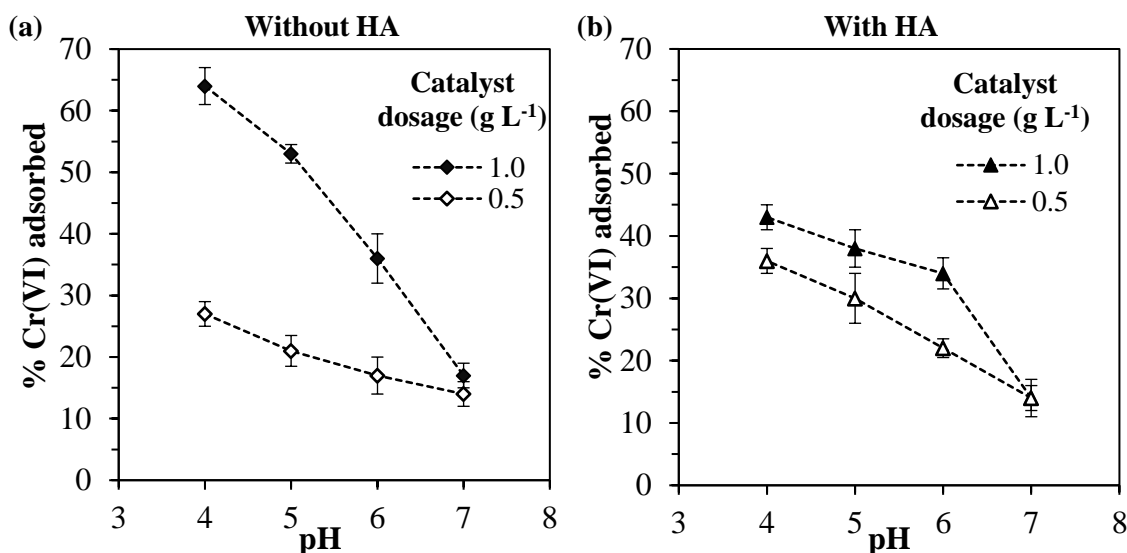 (a)
Without HA
70
60
50
40
30
20
10
0
% Cr(VI) adsorbed
Catalyst
dosage (g L-1)
1.0
0.5
3 4 5 6 7 8
pH
(b)
With HA
70
60
50
40
30
20
10
0
% Cr(VI) adsorbed
Catalyst
dosage (g L-1)
1.0
0.5
3 4 5 6 7 8
pH